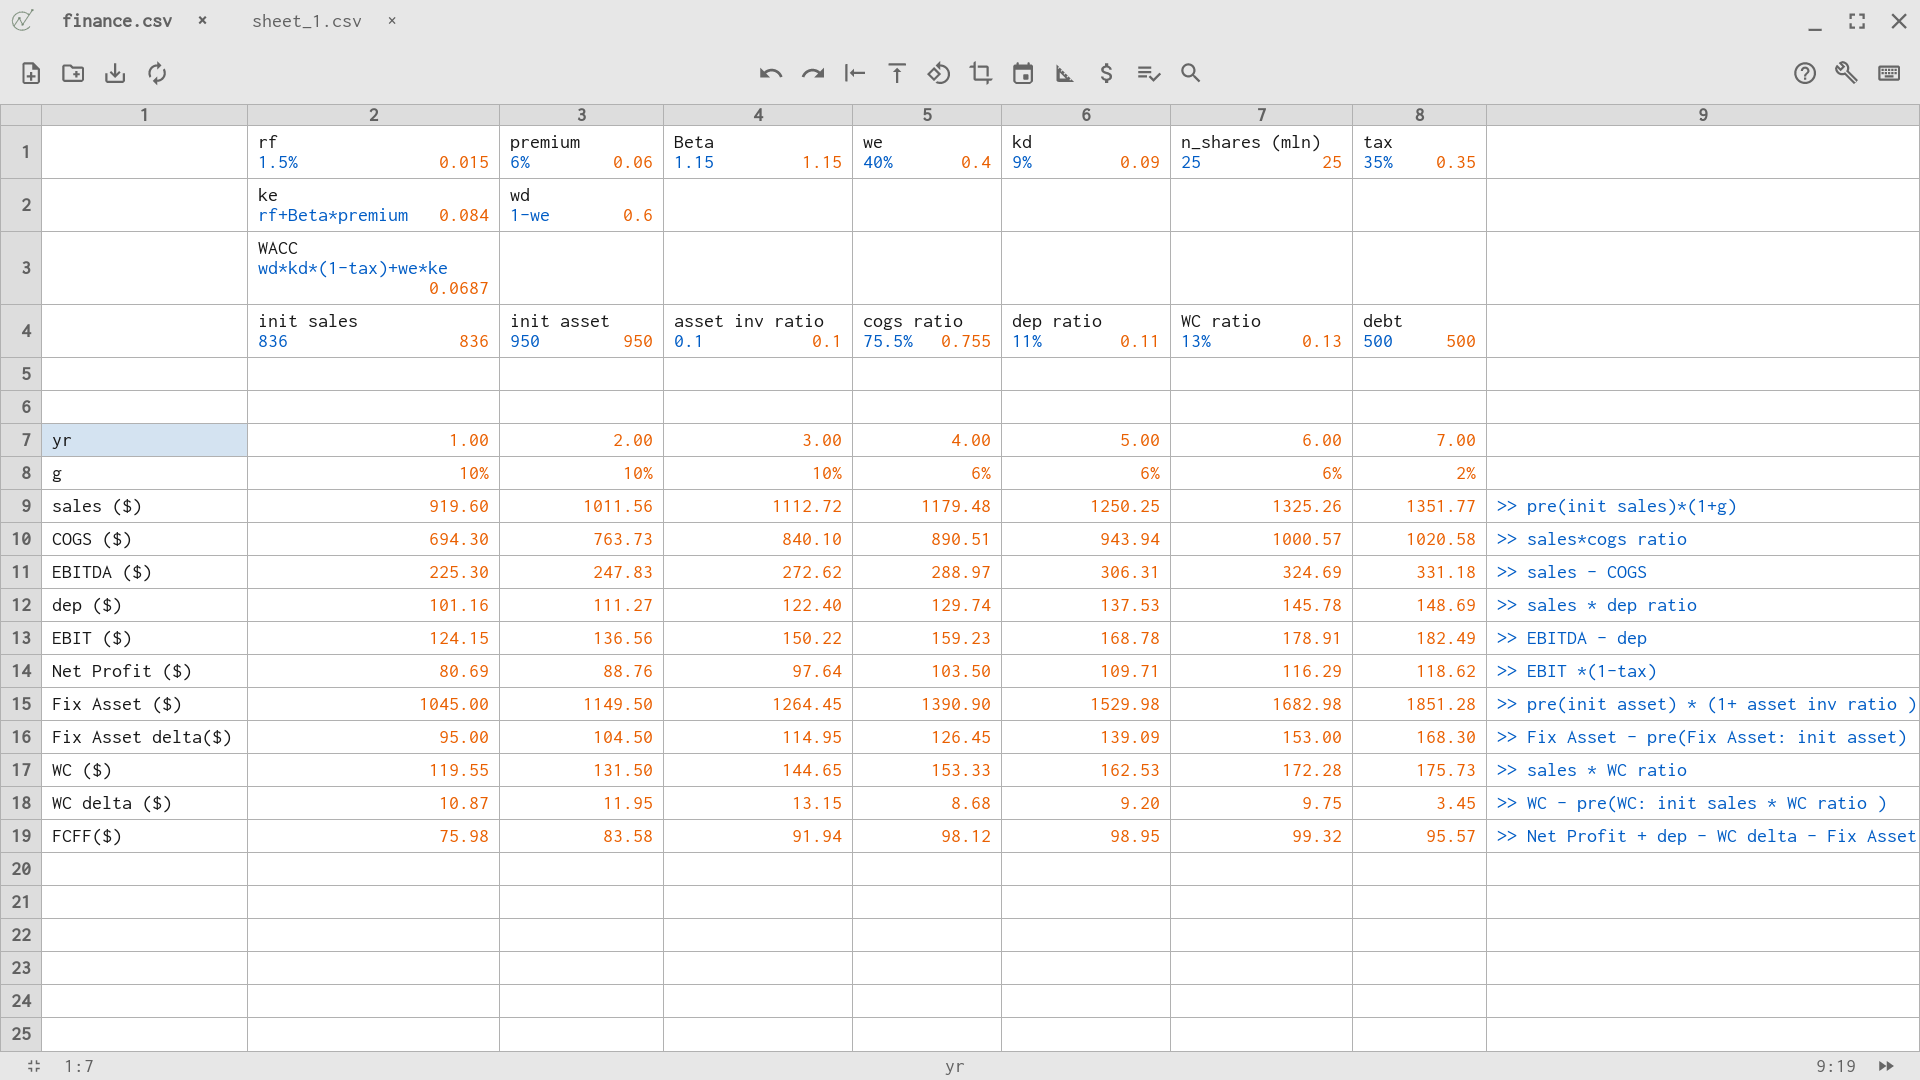 finance.csv × sheet_1.csv ×
1 2 3 4 5 6 7 8 9
1 rf premium Beta we kd n_shares (mln) tax
1.5% 0.015 6% 0.06 1.15 1.15 40% 0.4 9% 0.09 25 25 35% 0.35
2 ke wd
rf+Beta*premium 0.084 1-we 0.6
3 WACC
wd*kd*(1-tax)+we*ke
0.0687
4 init sales init asset asset inv ratio cogs ratio dep ratio WC ratio debt
836 836 950 950 0.1 0.1 75.5% 0.755 11% 0.11 13% 0.13 500 500
5
6
7 yr 1.00 2.00 3.00 4.00 5.00 6.00 7.00
8 g 10% 10% 10% 6% 6% 6% 2%
9 sales ($) 919.60 1011.56 1112.72 1179.48 1250.25 1325.26 1351.77 >> pre(init sales)*(1+g)
10 COGS ($) 694.30 763.73 840.10 890.51 943.94 1000.57 1020.58 >> sales*cogs ratio
11 EBITDA ($) 225.30 247.83 272.62 288.97 306.31 324.69 331.18 >> sales - COGS
12 dep ($) 101.16 111.27 122.40 129.74 137.53 145.78 148.69 >> sales * dep ratio
13 EBIT ($) 124.15 136.56 150.22 159.23 168.78 178.91 182.49 >> EBITDA - dep
14 Net Profit ($) 80.69 88.76 97.64 103.50 109.71 116.29 118.62 >> EBIT *(1-tax)
15 Fix Asset ($) 1045.00 1149.50 1264.45 1390.90 1529.98 1682.98 1851.28 >> pre(init asset) * (1+ asset inv ratio )
16 Fix Asset delta($) 95.00 104.50 114.95 126.45 139.09 153.00 168.30 >> Fix Asset - pre(Fix Asset: init asset)
17 WC ($) 119.55 131.50 144.65 153.33 162.53 172.28 175.73 >> sales * WC ratio
18 WC delta ($) 10.87 11.95 13.15 8.68 9.20 9.75 3.45 >> WC - pre(WC: init sales * WC ratio )
19 FCFF($) 75.98 83.58 91.94 98.12 98.95 99.32 95.57 >> Net Profit + dep - WC delta - Fix Asset
20
21
22
23
24
25
1:7 yr 9:19